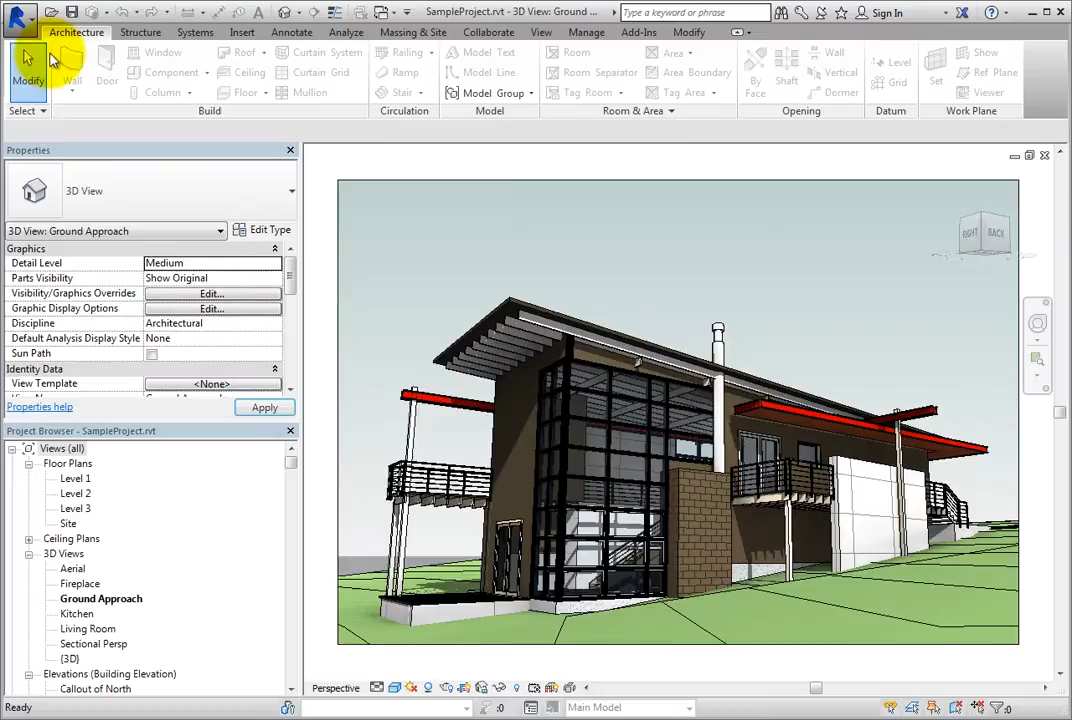 SampleProject.rvt - 3D View: Ground ...
Type a keyword or phrase
Sign In
Architecture Structure Systems Insert Annotate Analyze Massing & Site Collaborate View Manage Add-Ins Modify
Modify
Wall
Door
Window
Component
Column
Roof
Ceiling
Floor
Curtain System
Curtain Grid
Mullion
Railing
Ramp
Stair
Model Text
Model Line
Model Group
Room
Room Separator
Tag Room
Area
Area Boundary
Tag Area
By
Face
Shaft
Wall
Vertical
Dormer
Level
Grid
Set
Show
Ref Plane
Viewer
Select Build Circulation Model Room & Area Opening Datum Work Plane
Properties
3D View
3D View: Ground Approach Edit Type
Graphics
Detail Level Medium
Parts Visibility Show Original
Visibility/Graphics Overrides Edit...
Graphic Display Options Edit...
Discipline Architectural
Default Analysis Display Style None
Sun Path
Identity Data
View Template <None>
Properties help Apply
Project Browser - SampleProject.rvt
Views (all)
Floor Plans
Level 1
Level 2
Level 3
Site
Ceiling Plans
3D Views
Aerial
Fireplace
Ground Approach
Kitchen
Living Room
Sectional Persp
{3D}
Elevations (Building Elevation)
Callout of North
RIGHT BACK
Perspective
Ready
:0
Main Model
:0